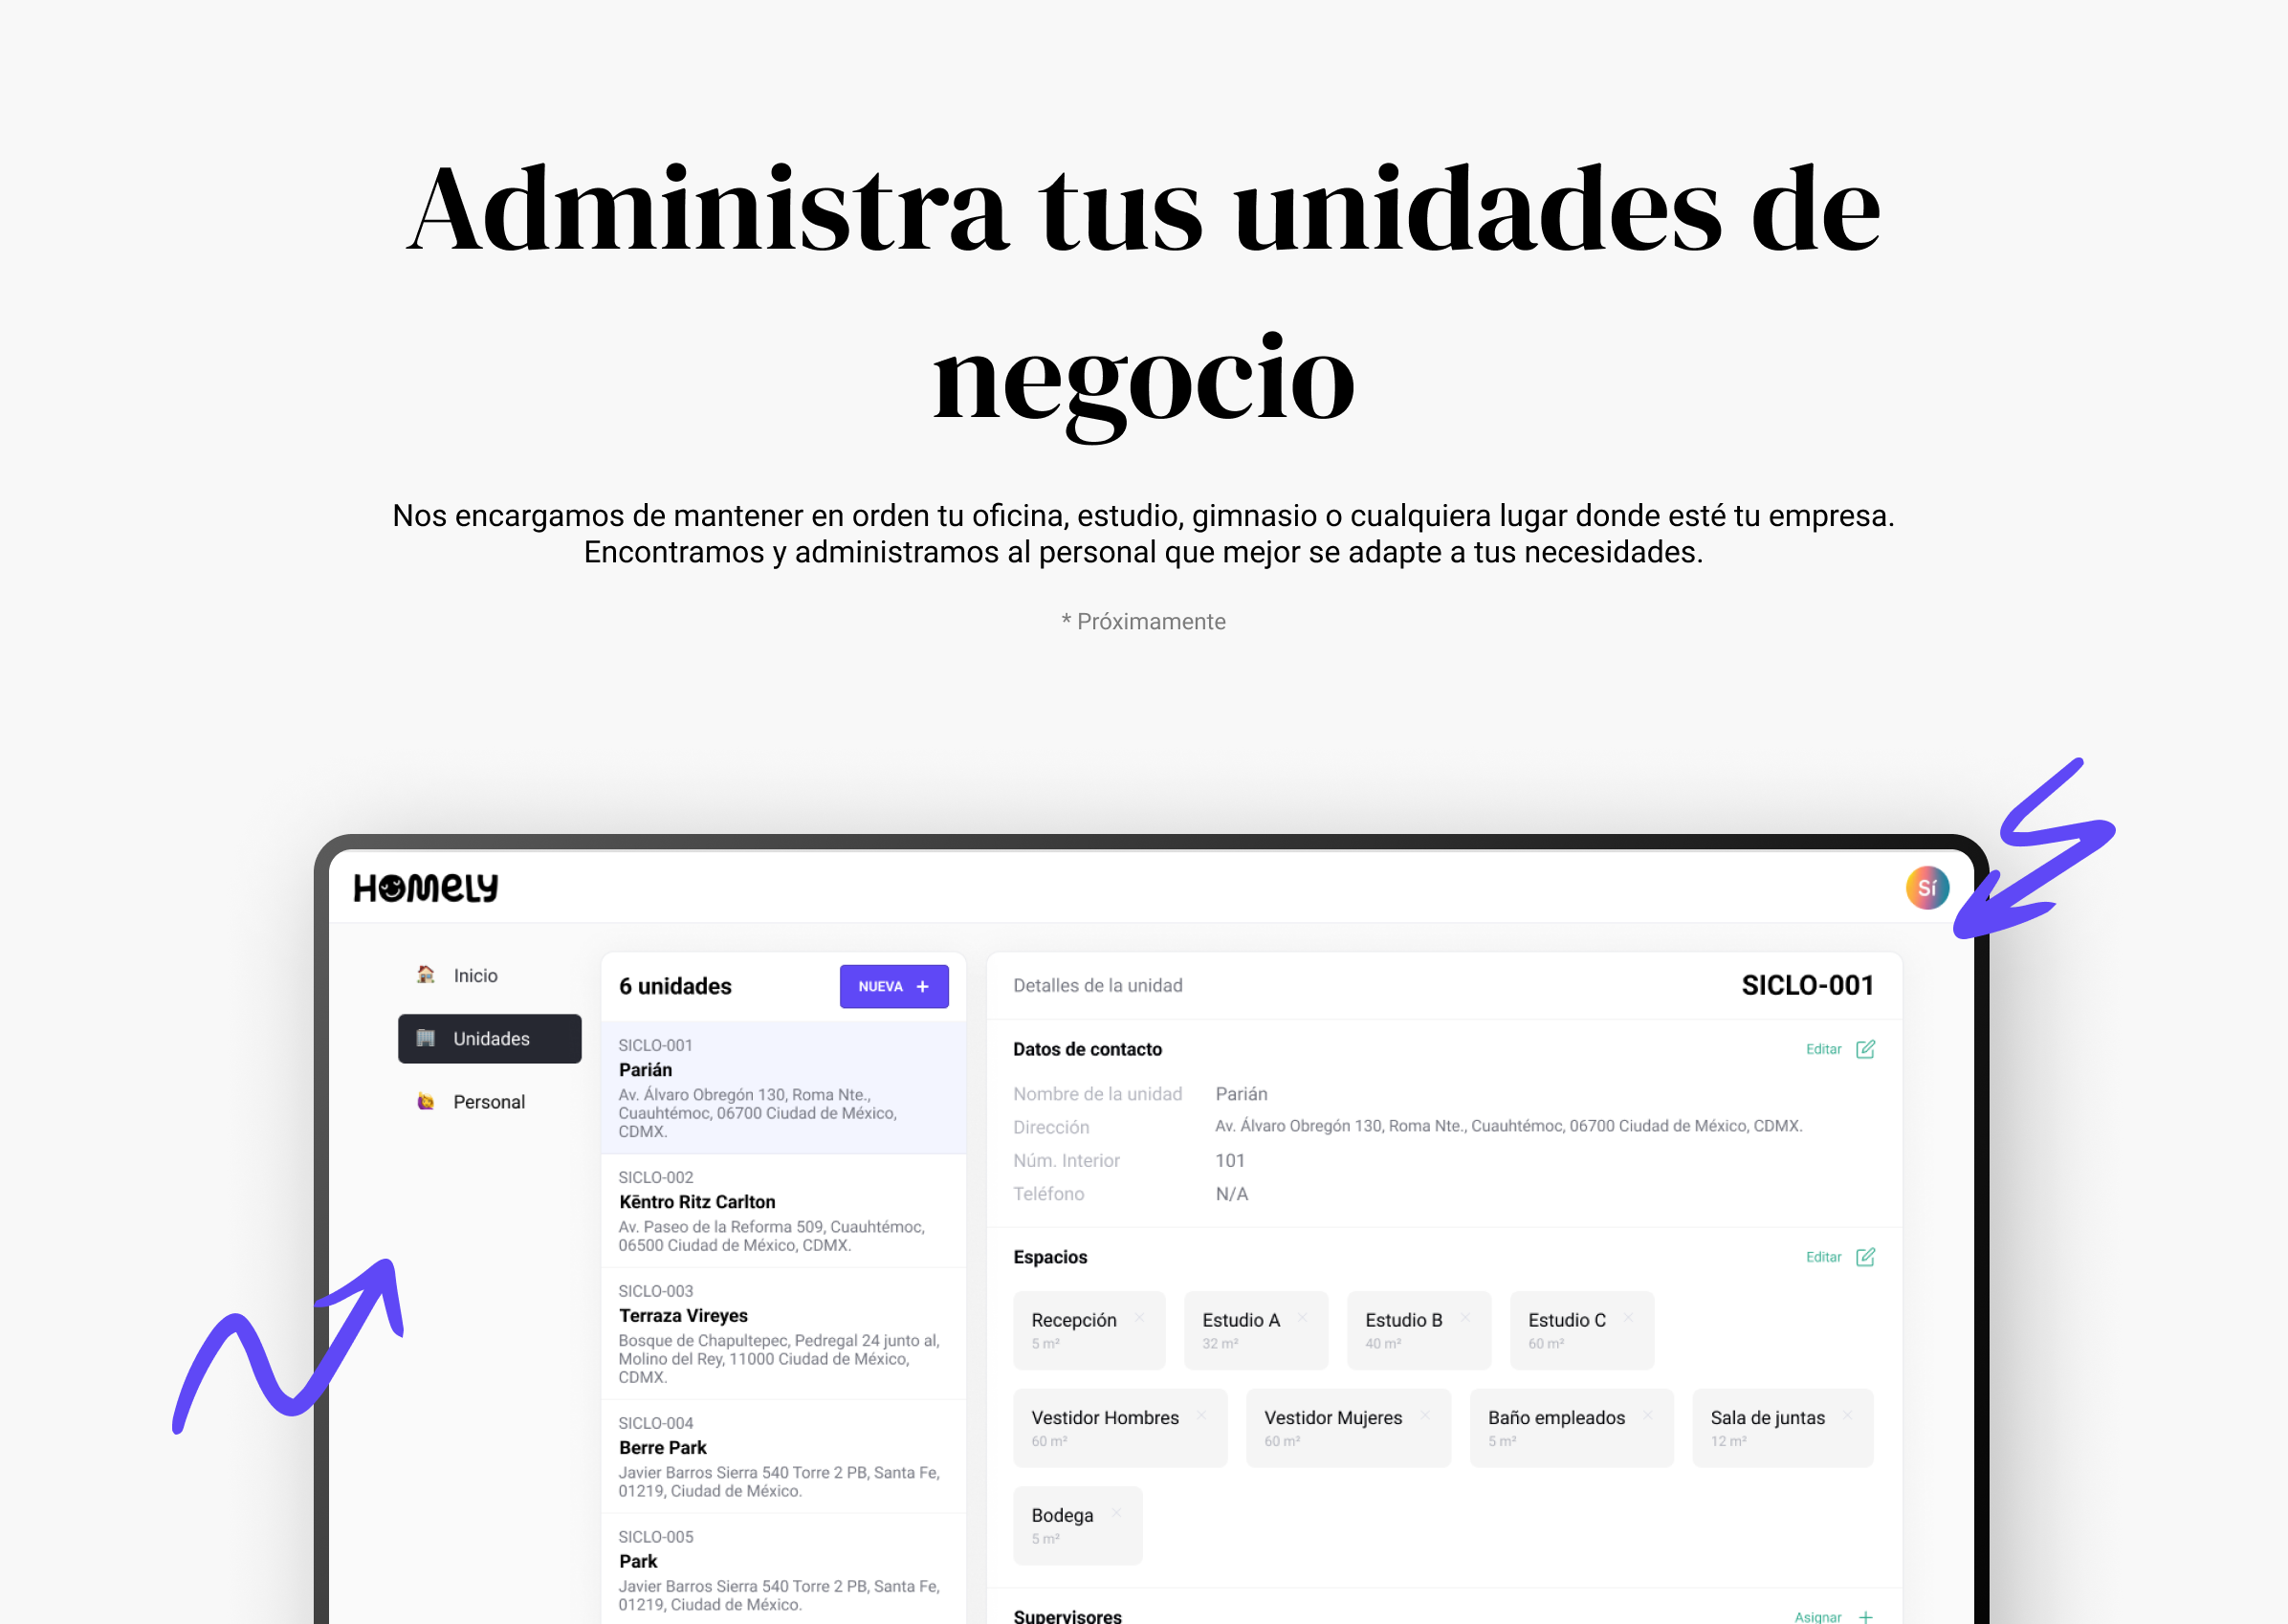 Administra tus unidades de
negocio
Nos encargamos de mantener en orden tu oficina, estudio, gimnasio o cualquiera lugar donde esté tu empresa.
Encontramos y administramos al personal que mejor se adapte a tus necesidades.
* Próximamente
HOMELY
Sí
Inicio
Unidades
Personal
6 unidades
NUEVA +
SICLO-001
Parián
Av. Álvaro Obregón 130, Roma Nte.,
Cuauhtémoc, 06700 Ciudad de México,
CDMX.
SICLO-002
Kēntro Ritz Carlton
Av. Paseo de la Reforma 509, Cuauhtémoc,
06500 Ciudad de México, CDMX.
SICLO-003
Terraza Vireyes
Bosque de Chapultepec, Pedregal 24 junto al,
Molino del Rey, 11000 Ciudad de México,
CDMX.
SICLO-004
Berre Park
Javier Barros Sierra 540 Torre 2 PB, Santa Fe,
01219, Ciudad de México.
SICLO-005
Park
Javier Barros Sierra 540 Torre 2 PB, Santa Fe,
01219, Ciudad de México.
Detalles de la unidad SICLO-001
Datos de contacto Editar
Nombre de la unidad Parián
Dirección Av. Álvaro Obregón 130, Roma Nte., Cuauhtémoc, 06700 Ciudad de México, CDMX.
Núm. Interior 101
Teléfono N/A
Espacios Editar
Recepción × Estudio A × Estudio B × Estudio C ×
5 m² 32 m² 40 m² 60 m²
Vestidor Hombres × Vestidor Mujeres × Baño empleados × Sala de juntas ×
60 m² 60 m² 5 m² 12 m²
Bodega ×
5 m²
Supervisores Asignar +